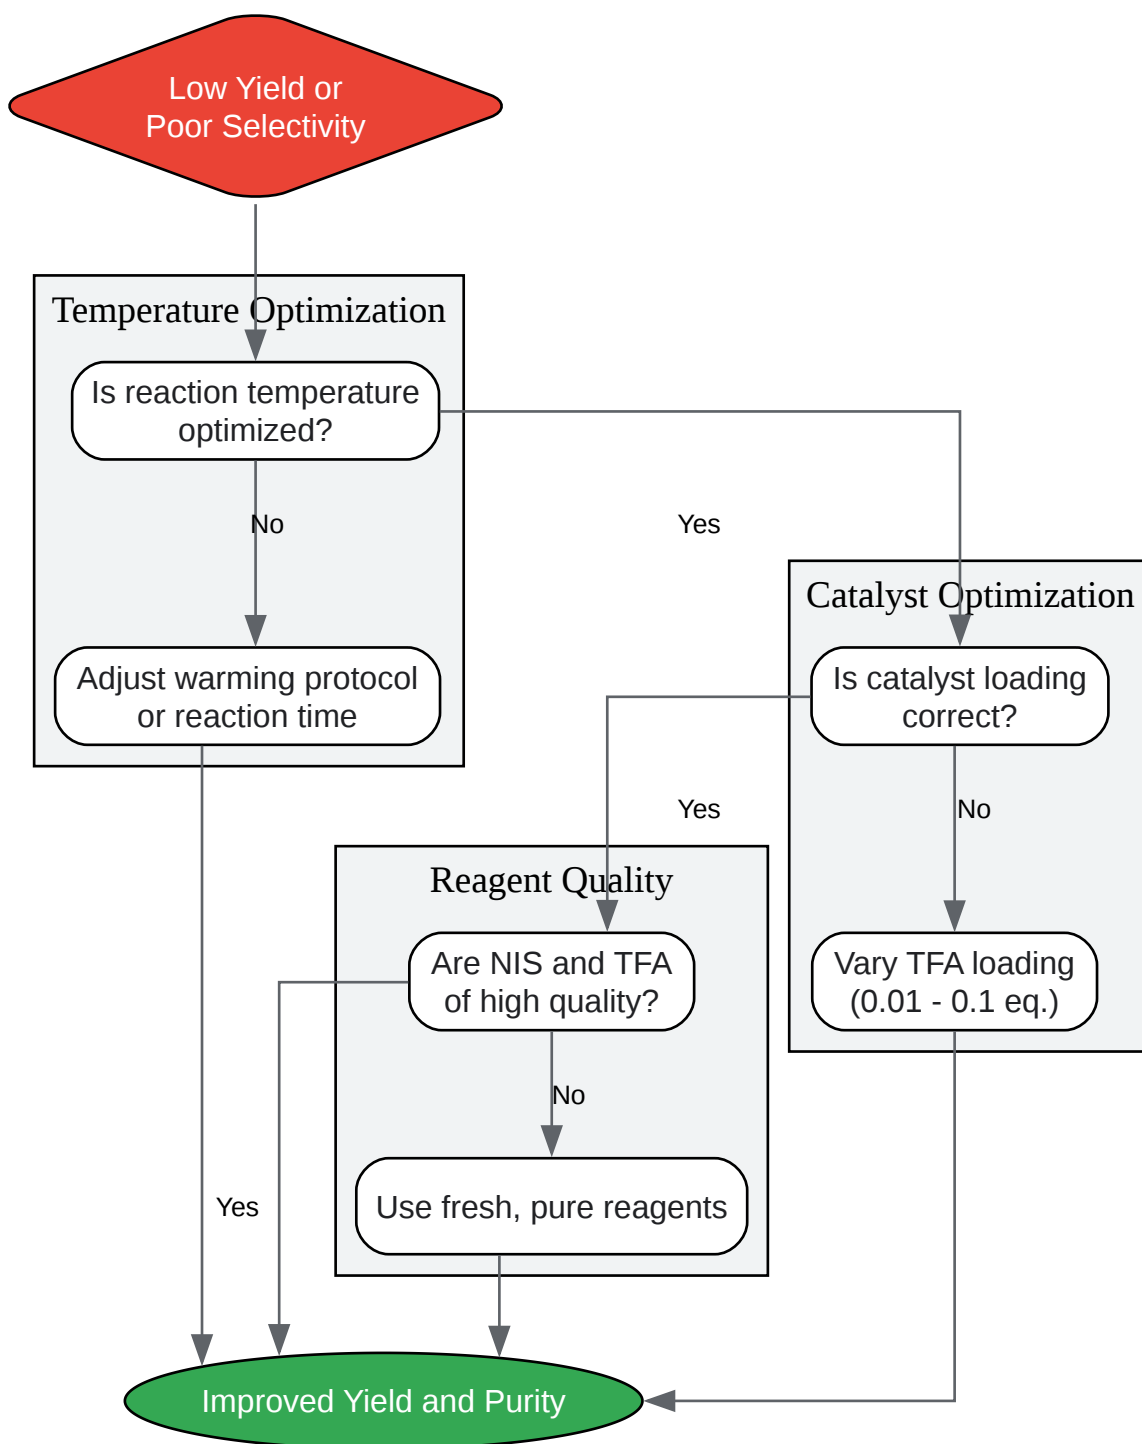 Low Yield or
Poor Selectivity
Temperature Optimization
Is reaction temperature
optimized?
No
Yes
Adjust warming protocol
or reaction time
Catalyst Optimization
Is catalyst loading
correct?
Yes
No
Reagent Quality
Are NIS and TFA
of high quality?
Vary TFA loading
(0.01 - 0.1 eq.)
No
Yes
Use fresh, pure reagents
Improved Yield and Purity